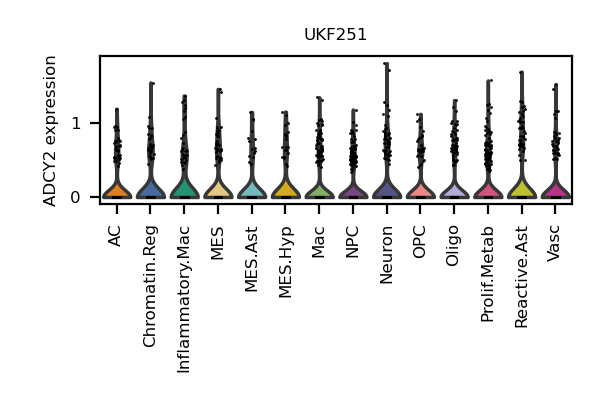 UKF251
ADCY2 expression
1
0
AC
Chromatin.Reg
Inflammatory.Mac
MES
MES.Ast
MES.Hyp
Mac
NPC
Neuron
OPC
Oligo
Prolif.Metab
Reactive.Ast
Vasc